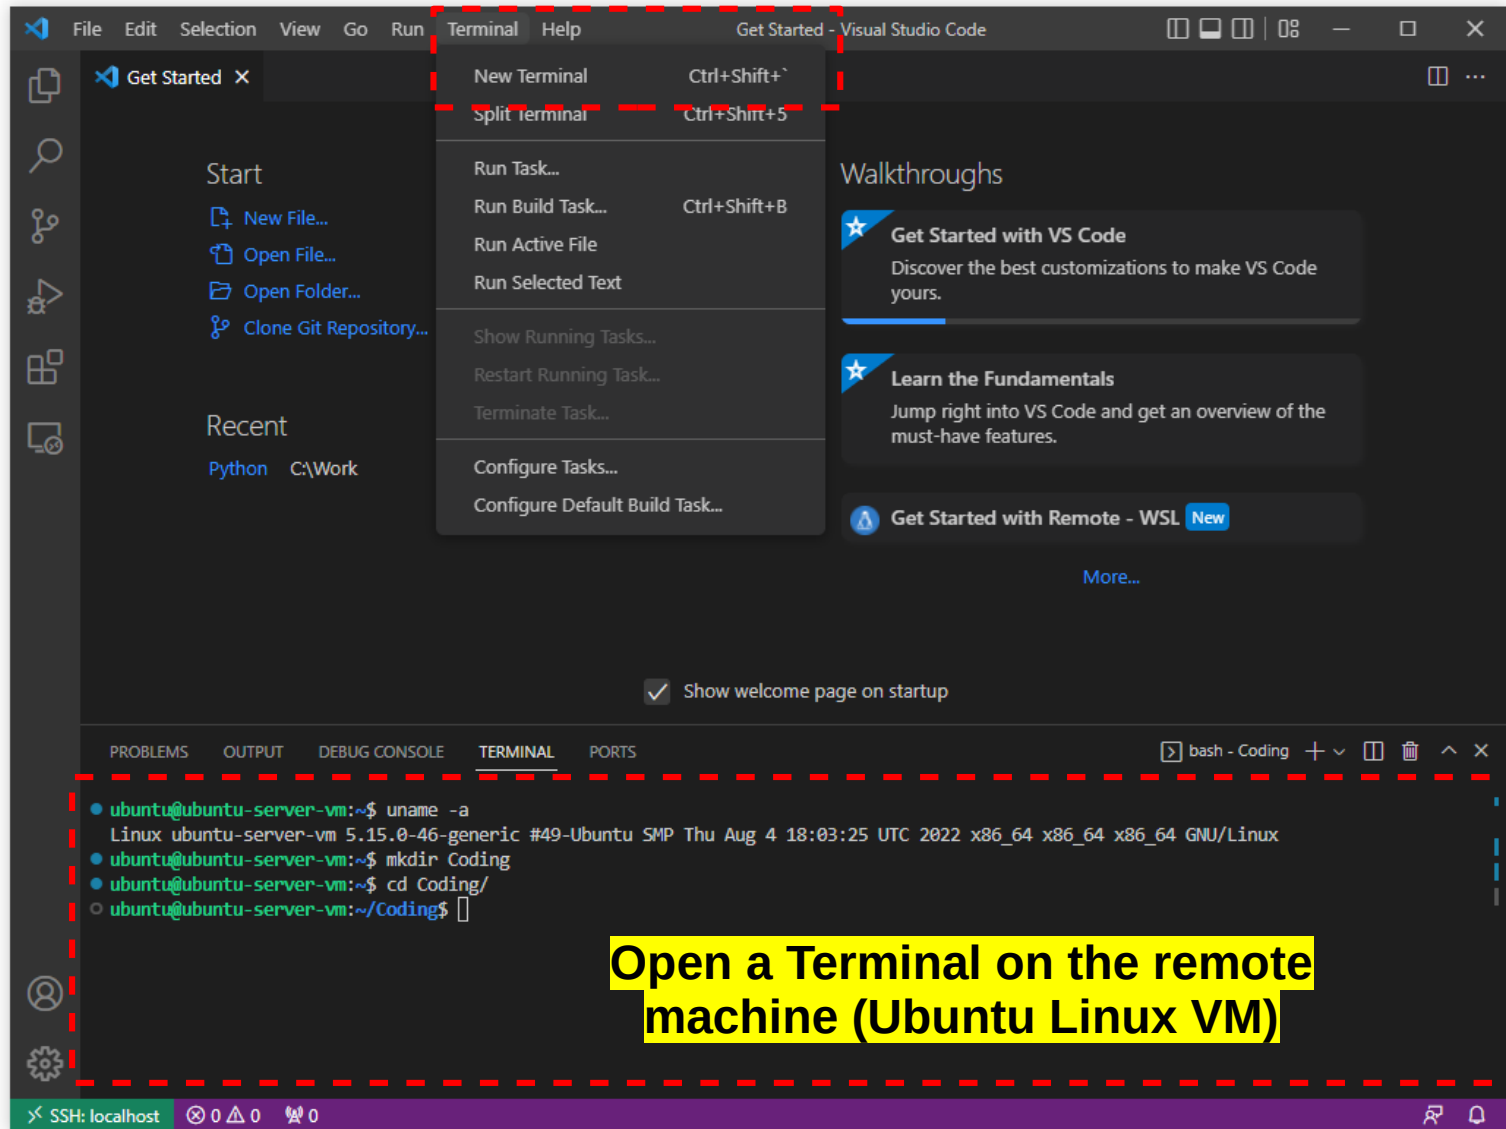 File Edit Selection View Go Run Terminal Help Get Started - Visual Studio Code
Get Started
New Terminal Ctrl+Shift+`
Split Terminal Ctrl+Shift+5
Run Task...
Run Build Task... Ctrl+Shift+B
Run Active File
Run Selected Text
Show Running Tasks...
Restart Running Task...
Terminate Task...
Configure Tasks...
Configure Default Build Task...
Start
New File...
Open File...
Open Folder...
Clone Git Repository...
Recent
Python C:\Work
Walkthroughs
Get Started with VS Code
Discover the best customizations to make VS Code
yours.
Learn the Fundamentals
Jump right into VS Code and get an overview of the
must-have features.
Get Started with Remote - WSL New
More...
Show welcome page on startup
PROBLEMS OUTPUT DEBUG CONSOLE TERMINAL PORTS bash - Coding
ubuntu@ubuntu-server-vm:~$ uname -a
Linux ubuntu-server-vm 5.15.0-46-generic #49-Ubuntu SMP Thu Aug 4 18:03:25 UTC 2022 x86_64 x86_64 x86_64 GNU/Linux
ubuntu@ubuntu-server-vm:~$ mkdir Coding
ubuntu@ubuntu-server-vm:~$ cd Coding/
ubuntu@ubuntu-server-vm:~/Coding$
Open a Terminal on the remote
machine (Ubuntu Linux VM)
SSH: localhost 0 0 0